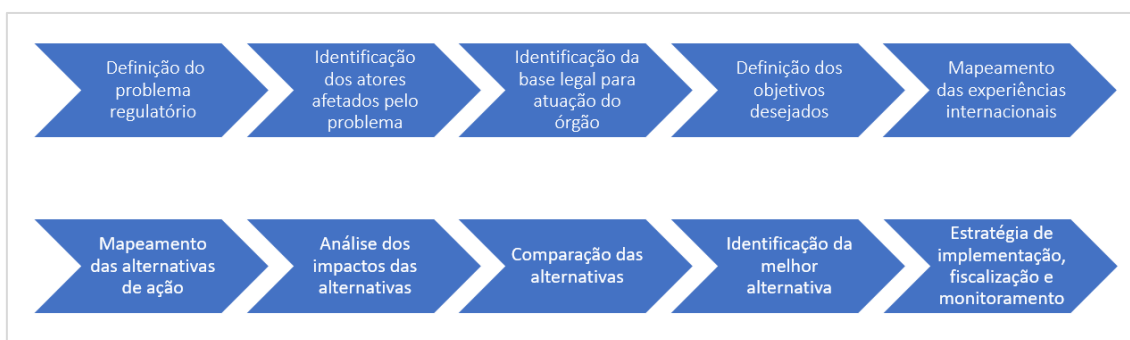 Definição do
problema
regulatório
Identificação
dos atores
afetados pelo
problema
Identificação da
base legal para
atuação do
órgão
Definição dos
objetivos
desejados
Mapeamento
das experiências
internacionais
Mapeamento
das alternativas
de ação
Análise dos
impactos das
alternativas
Comparação das
alternativas
Identificação da
melhor
alternativa
Estratégia de
implementação,
fiscalização e
monitoramento